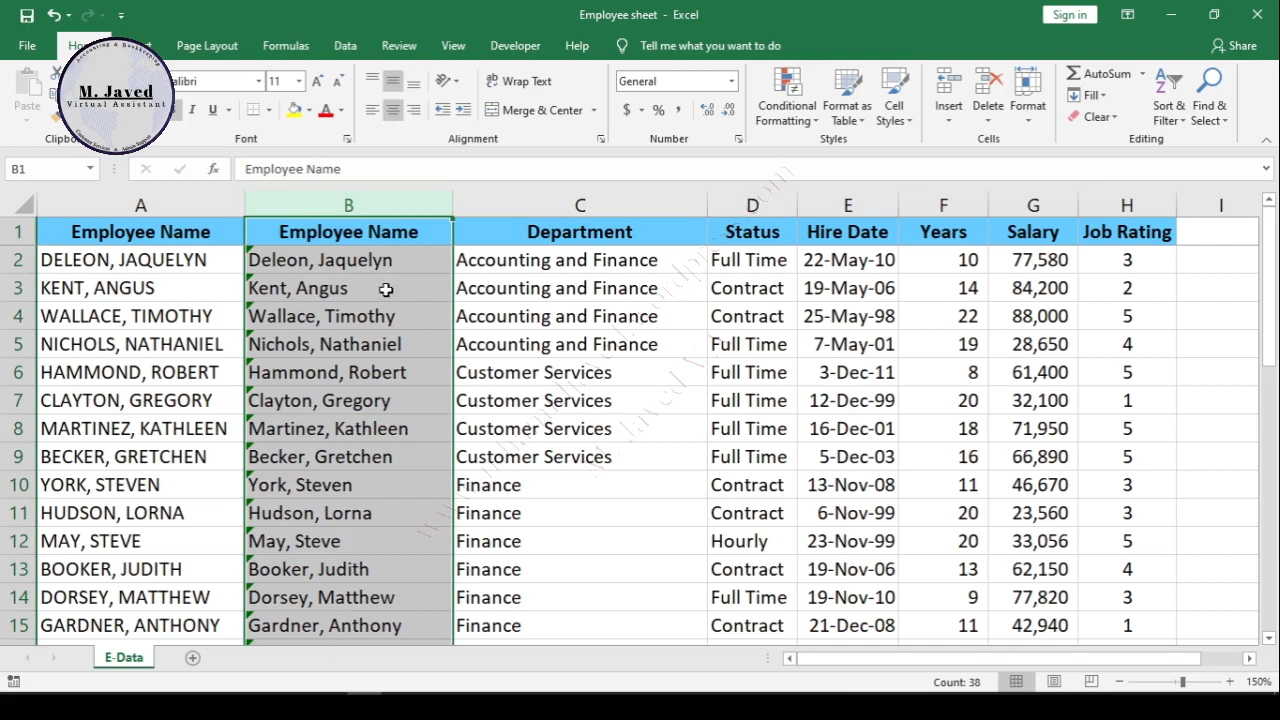 Employee sheet - Excel
Sign in
File Home Page Layout Formulas Data Review View Developer Help Tell me what you want to do Share
Accounting & Bookkeeping
M. Javed
Virtual Assistant
Customer Services & Admin Support
Paste
11
Wrap Text
Merge & Center
General
Conditional Formatting
Format as Table
Cell Styles
Insert
Delete
Format
AutoSum
Fill
Clear
Sort & Filter
Find & Select
Font Alignment Number Styles Cells Editing
B1 fx Employee Name
A B C D E F G H I
1 Employee Name Employee Name Department Status Hire Date Years Salary Job Rating
2 DELEON, JAQUELYN Deleon, Jaquelyn Accounting and Finance Full Time 22-May-10 10 77,580 3
3 KENT, ANGUS Kent, Angus Accounting and Finance Contract 19-May-06 14 84,200 2
4 WALLACE, TIMOTHY Wallace, Timothy Accounting and Finance Contract 25-May-98 22 88,000 5
5 NICHOLS, NATHANIEL Nichols, Nathaniel Accounting and Finance Full Time 7-May-01 19 28,650 4
6 HAMMOND, ROBERT Hammond, Robert Customer Services Full Time 3-Dec-11 8 61,400 5
7 CLAYTON, GREGORY Clayton, Gregory Customer Services Full Time 12-Dec-99 20 32,100 1
8 MARTINEZ, KATHLEEN Martinez, Kathleen Customer Services Full Time 16-Dec-01 18 71,950 5
9 BECKER, GRETCHEN Becker, Gretchen Customer Services Full Time 5-Dec-03 16 66,890 5
10 YORK, STEVEN York, Steven Finance Contract 13-Nov-08 11 46,670 3
11 HUDSON, LORNA Hudson, Lorna Finance Contract 6-Nov-99 20 23,560 3
12 MAY, STEVE May, Steve Finance Hourly 23-Nov-99 20 33,056 5
13 BOOKER, JUDITH Booker, Judith Finance Contract 19-Nov-06 13 62,150 4
14 DORSEY, MATTHEW Dorsey, Matthew Finance Full Time 19-Nov-10 9 77,820 3
15 GARDNER, ANTHONY Gardner, Anthony Finance Contract 21-Dec-08 11 42,940 1
E-Data
Count: 38 150%